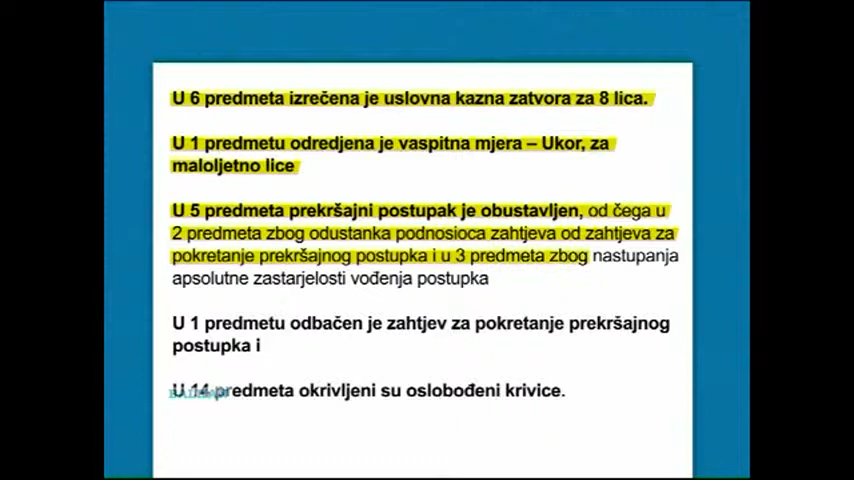 U 6 predmeta izrečena je uslovna kazna zatvora za 8 lica.
U 1 predmetu odredjena je vaspitna mjera – Ukor, za
maloljetno lice
U 5 predmeta prekršajni postupak je obustavljen, od čega u
2 predmeta zbog odustanka podnosioca zahtjeva od zahtjeva za
pokretanje prekršajnog postupka i u 3 predmeta zbog nastupanja
apsolutne zastarjelosti vođenja postupka
U 1 predmetu odbačen je zahtjev za pokretanje prekršajnog
postupka i
U 14 predmeta okrivljeni su oslobođeni krivice.